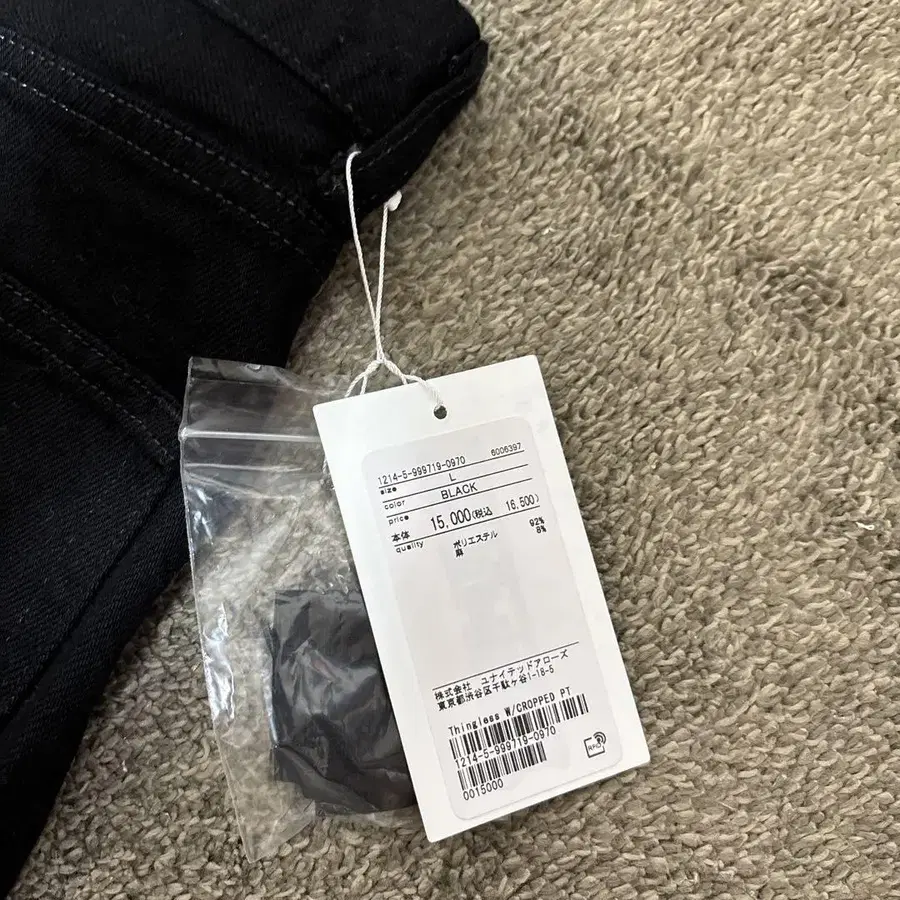 1214-5-999719-0970 6006397
size L
color BLACK
price
本体 15,000(税込 16,500)
quality ポリエステル 92%
麻 8%
株式会社 ユナイテッドアローズ
東京都渋谷区千駄ヶ谷1-18-5
Thingless W/CROPPED PT
1214-5-999719-0970
0015000
RFID